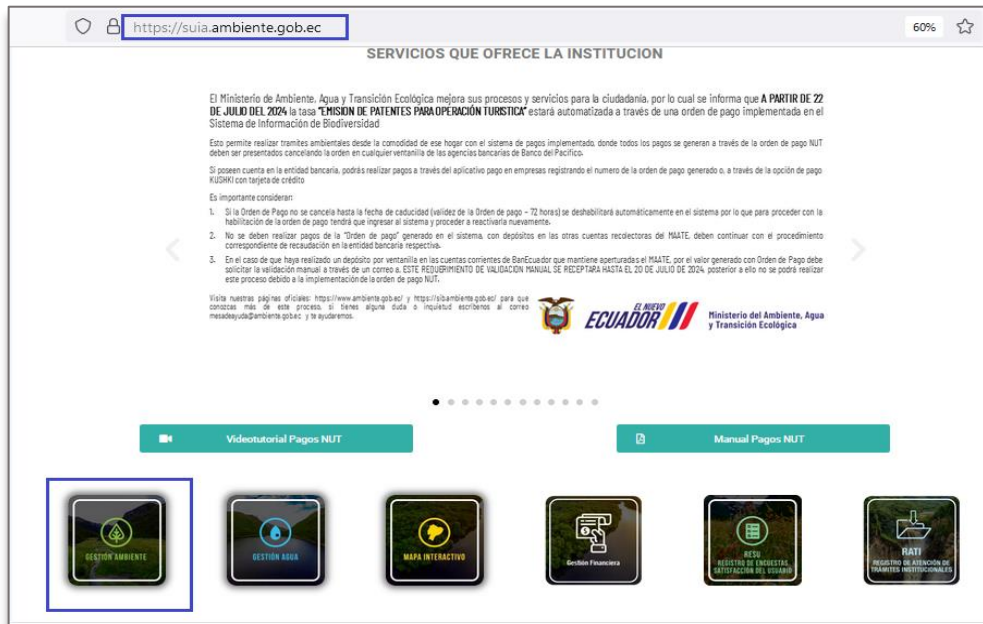 https://suia.ambiente.gob.ec
60%
SERVICIOS QUE OFRECE LA INSTITUCION
El Ministerio de Ambiente, Agua y Transición Ecológica mejora sus procesos y servicios para la ciudadanía, por lo cual se informa que A PARTIR DE 22
DE JULIO DEL 2024 la tasa "EMISION DE PATENTES PARA OPERACIÓN TURISTICA" estará automatizada a través de una orden de pago implementada en el
Sistema de Información de Biodiversidad
Esto permite realizar tramites ambientales desde la comodidad de ese hogar con el sistema de pagos implementado, donde todos los pagos se generan a través de la orden de pago NUT
deben ser presentados cancelando la orden en cualquier ventanilla de las agencias bancarias de Banco del Pacifico.
Si poseen cuenta en la entidad bancaria, podrás realizar pagos a través del aplicativo pago en empresas registrando el numero de la orden de pago generado o, a través de la opción de pago
KUSHKI con tarjeta de crédito
Es importante considerar:
1. Si la Orden de Pago no se cancela hasta la fecha de caducidad (validez de la Orden de pago – 72 horas) se deshabilitará automáticamente en el sistema por lo que para proceder con la
habilitación de la orden de pago tendrá que ingresar al sistema y proceder a reactivarla nuevamente.
2. No se deben realizar pagos de la "Orden de pago" generado en el sistema, con depósitos en las otras cuentas recolectoras del MAATE, deben continuar con el procedimiento
correspondiente de recaudación en la entidad bancaria respectiva.
3. En el caso de que haya realizado un depósito por ventanilla en las cuentas corrientes de BanEcuador que mantiene aperturadas el MAATE, por el valor generado con Orden de Pago debe
solicitar la validación manual a través de un correo a. ESTE REQUERIMIENTO DE VALIDACION MANUAL SE RECEPTARA HASTA EL 20 DE JULIO DE 2024, posterior a ello no se podrá realizar
este proceso debido a la implementación de la orden de pago NUT.
Visita nuestras páginas oficiales: https://www.ambiente.gob.ec/ y https://sib.ambiente.gob.ec/ para que
conozcas más de este proceso, si tienes alguna duda o inquietud escríbenos al correo
mesadeayuda@ambiente.gob.ec y te ayudaremos.
EL NUEVO
ECUADOR
Ministerio del Ambiente, Agua
y Transición Ecológica
Videotutorial Pagos NUT
Manual Pagos NUT
GESTIÓN AMBIENTE
GESTIÓN AGUA
MAPA INTERACTIVO
Gestión Financiera
RESU
REGISTRO DE ENCUESTAS
SATISFACCIÓN DEL USUARIO
RATI
REGISTRO DE ATENCIÓN DE
TRÁMITES INSTITUCIONALES